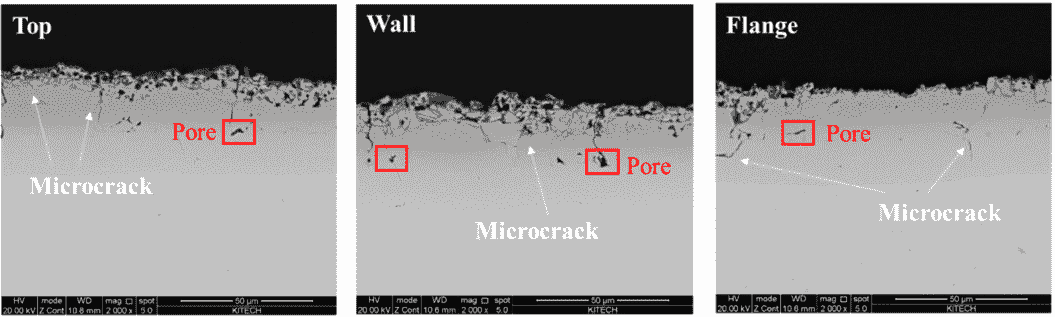 Top
Pore
Microcrack
HV mode WD mag □ spot 50 µm
20.00 kV Z Cont 10.8 mm 2 000 x 5.0 KITECH
Wall
Pore
Microcrack
HV mode WD mag □ spot 50 µm
20.00 kV Z Cont 10.4 mm 2 000 x 5.0 KITECH
Flange
Pore
Microcrack
HV mode WD mag □ spot 50 µm
20.00 kV Z Cont 10.6 mm 2 000 x 5.0 KITECH